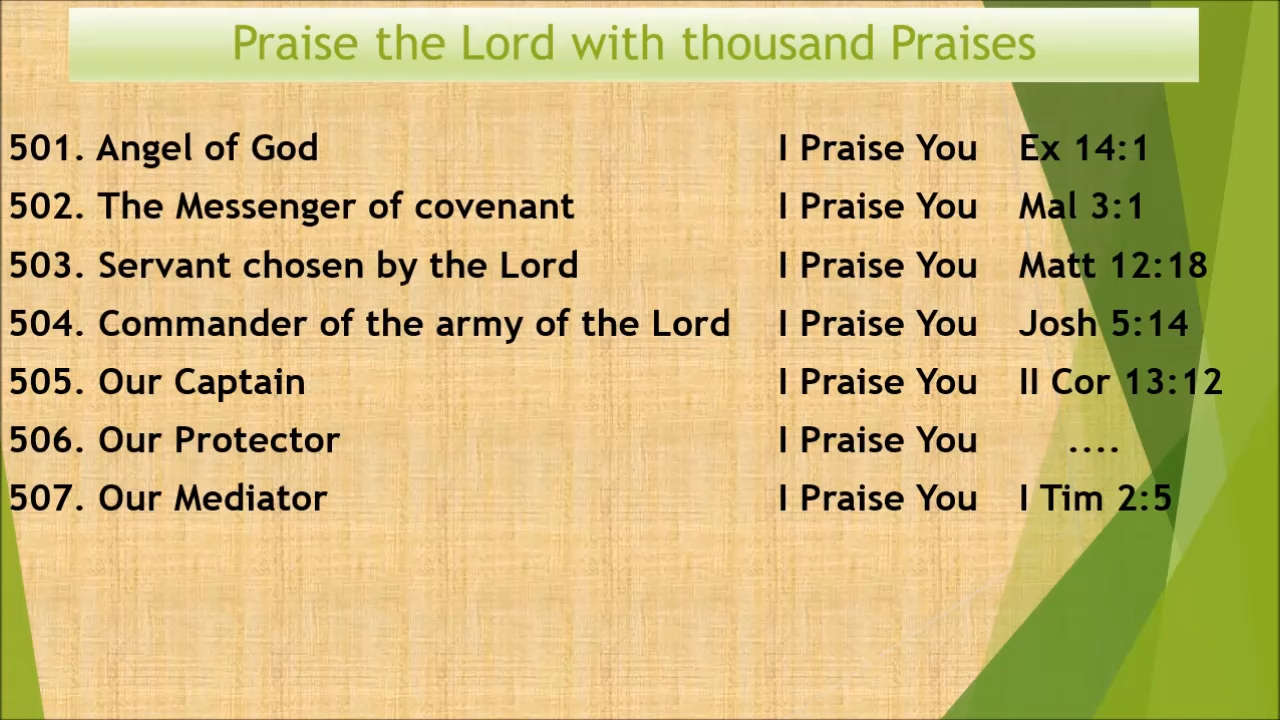 Praise the Lord with thousand Praises
501. Angel of God I Praise You Ex 14:1
502. The Messenger of covenant I Praise You Mal 3:1
503. Servant chosen by the Lord I Praise You Matt 12:18
504. Commander of the army of the Lord I Praise You Josh 5:14
505. Our Captain I Praise You II Cor 13:12
506. Our Protector I Praise You ....
507. Our Mediator I Praise You I Tim 2:5